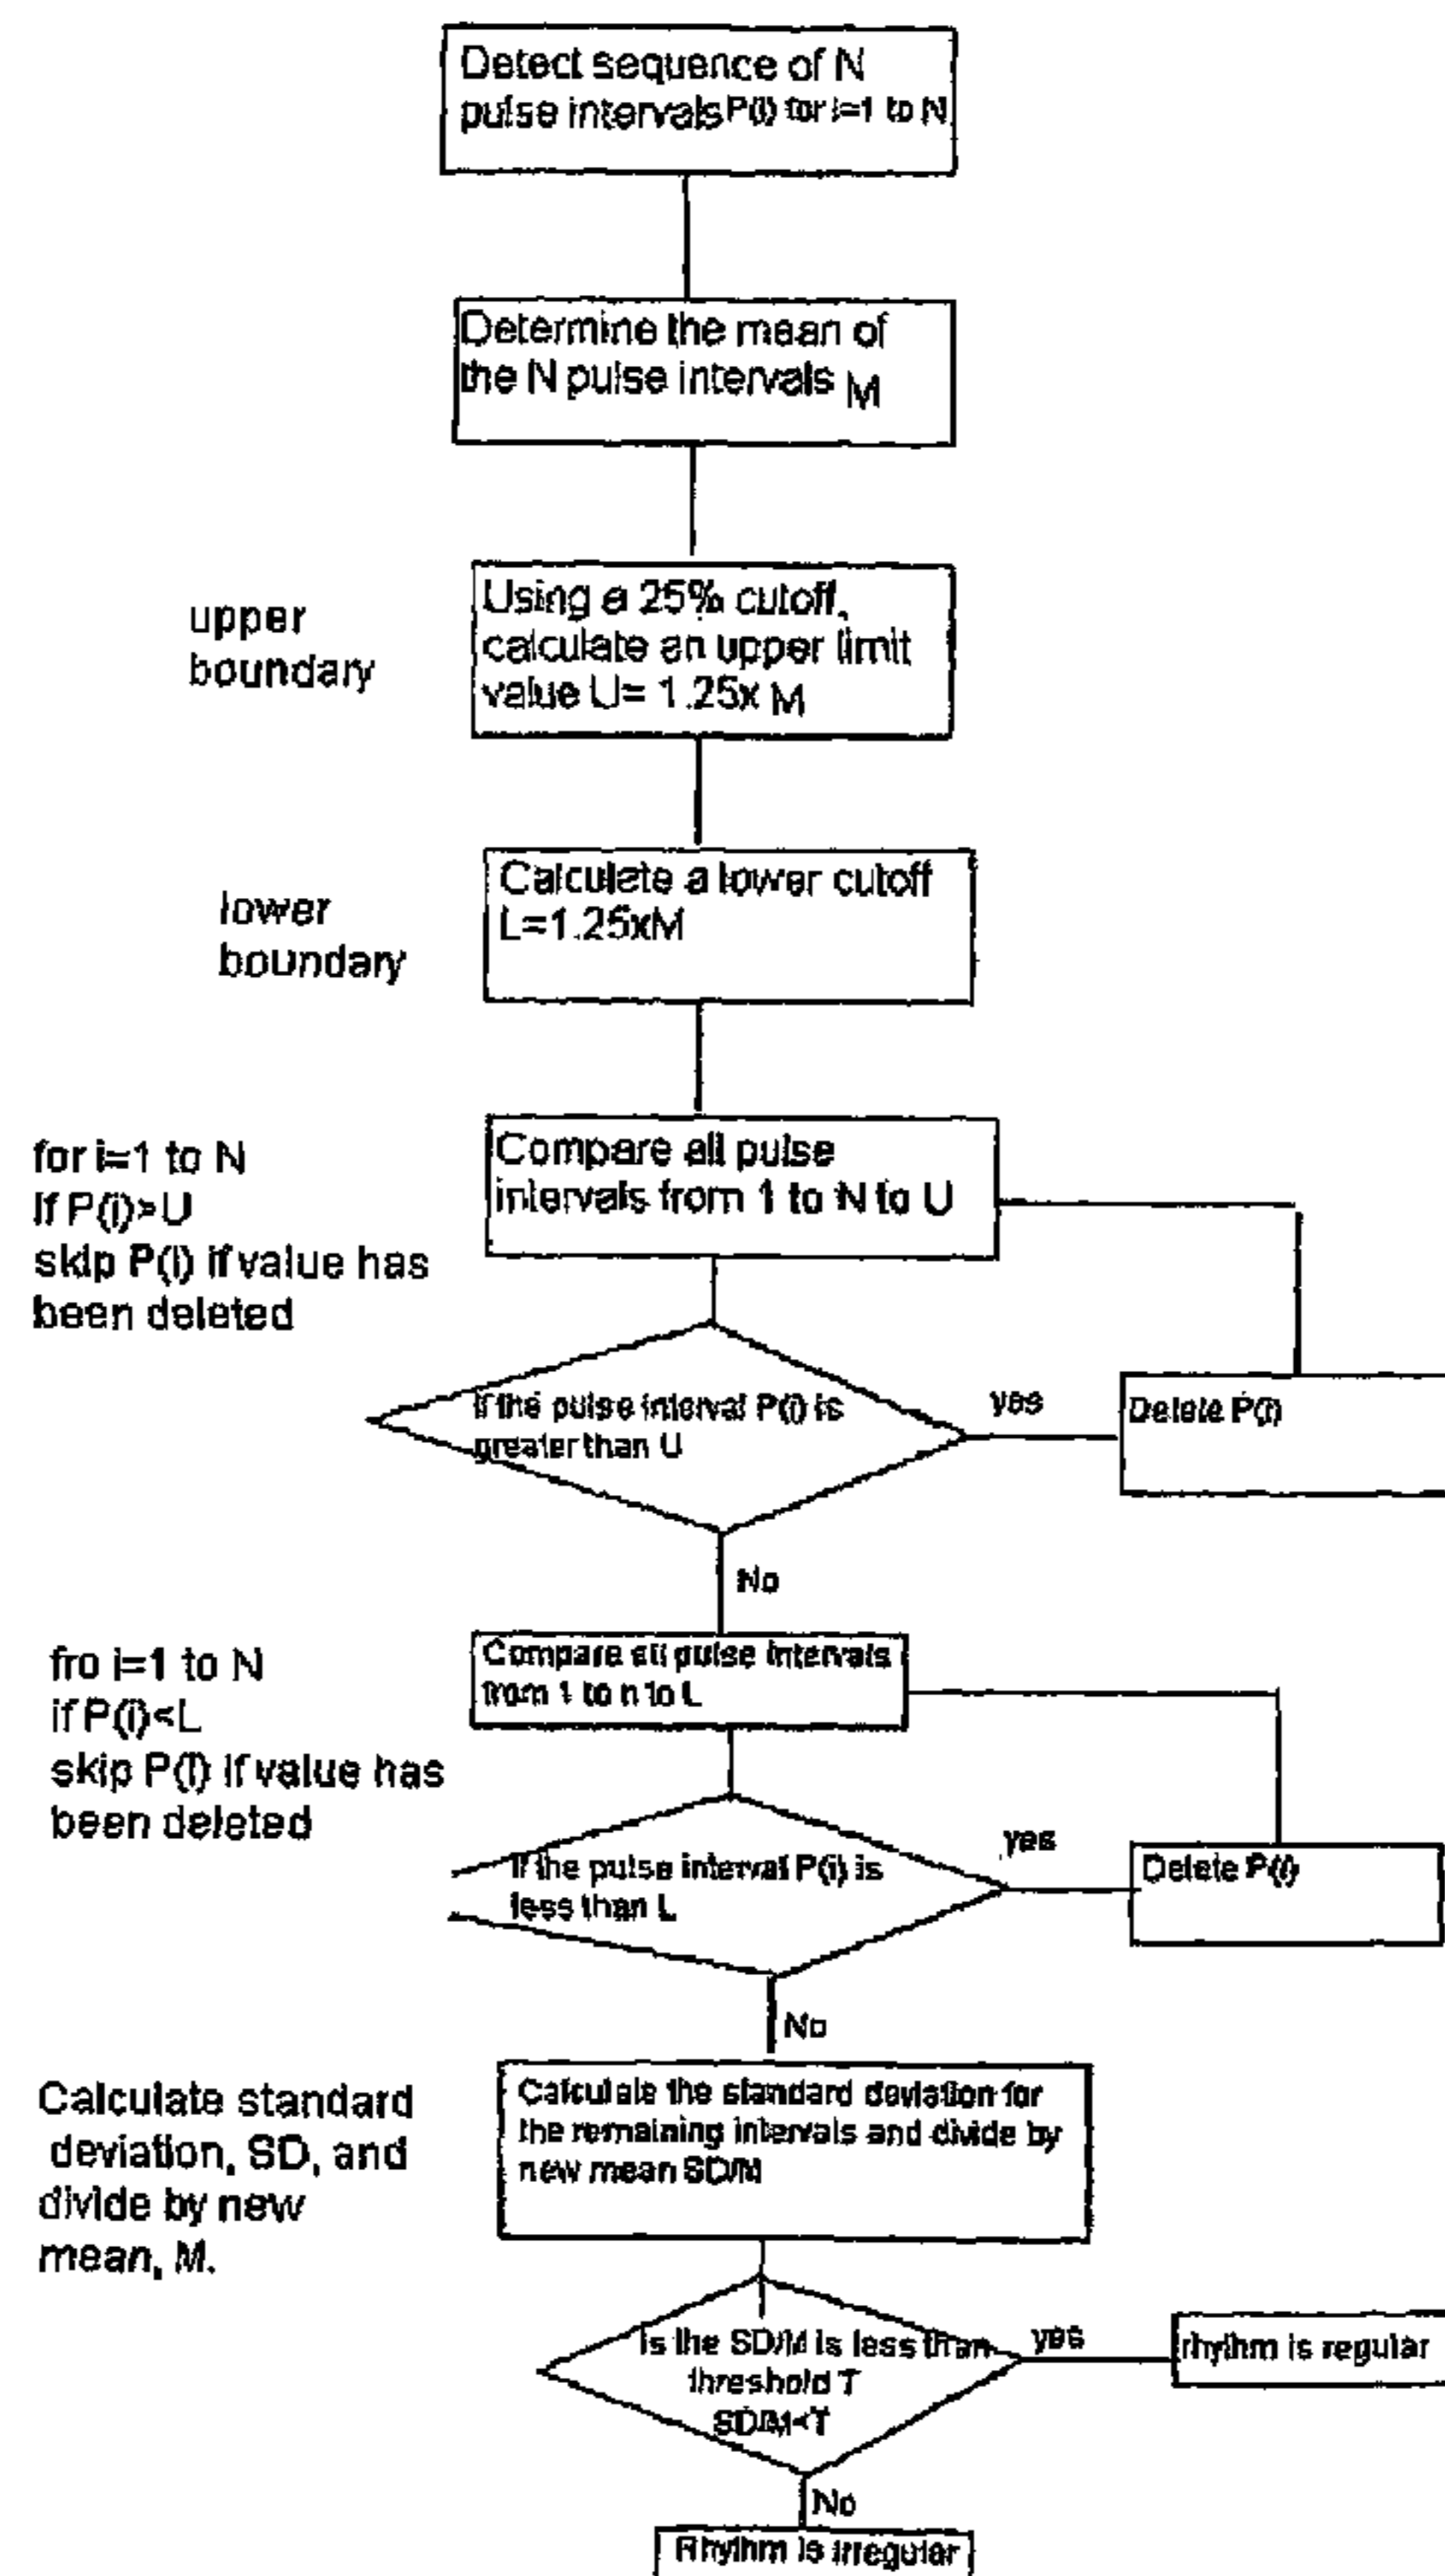 Detect sequence of N
pulse intervals P(i) for i=1 to N
Determine the mean of
the N pulse intervals M
upper
boundary
Using a 25% cutoff,
calculate an upper limit
value U= 1.25x M
lower
boundary
Calculate a lower cutoff
L=1.25xM
for i=1 to N
if P(i)>U
skip P(i) if value has
been deleted
Compare all pulse
intervals from 1 to N to U
If the pulse interval P(i) is
greater than U
yes
Delete P(i)
No
fro i=1 to N
if P(i)<L
skip P(i) if value has
been deleted
Compare all pulse intervals
from 1 to n to L
If the pulse interval P(i) is
less than L
yes
Delete P(i)
No
Calculate standard
deviation, SD, and
divide by new
mean, M.
Calculate the standard deviation for
the remaining intervals and divide by
new mean SD/M
Is the SD/M is less than
threshold T
SD/M<T
yes
rhythm is regular
No
Rhythm is irregular